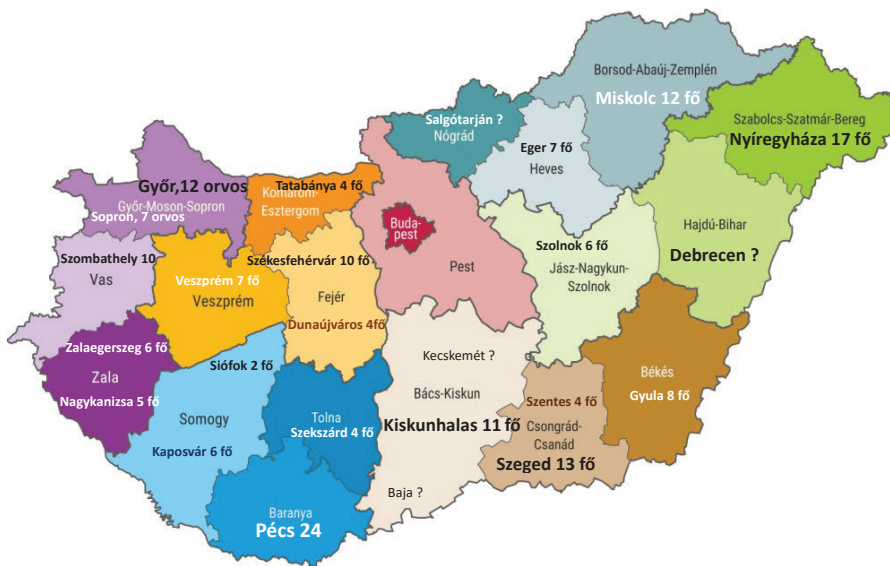 Borsod-Abaúj-Zemplén
Miskolc 12 fő
Szabolcs-Szatmár-Bereg
Nyíregyháza 17 fő
Salgótarján ?
Nógrád
Eger 7 fő
Heves
Győr,12 orvos
Győr-Moson-Sopron
Sopron, 7 orvos
Tatabánya 4 fő
Komárom-
Esztergom
Buda-
pest
Pest
Szolnok 6 fő
Jász-Nagykun-
Szolnok
Hajdú-Bihar
Debrecen ?
Szombathely 10
Vas
Veszprém 7 fő
Veszprém
Székesfehérvár 10 fő
Fejér
Dunaújváros 4fő
Zalaegerszeg 6 fő
Zala
Nagykanizsa 5 fő
Siófok 2 fő
Somogy
Kaposvár 6 fő
Tolna
Szekszárd 4 fő
Kecskemét ?
Bács-Kiskun
Kiskunhalas 11 fő
Baja ?
Szentes 4 fő
Csongrád-
Csanád
Szeged 13 fő
Békés
Gyula 8 fő
Baranya
Pécs 24